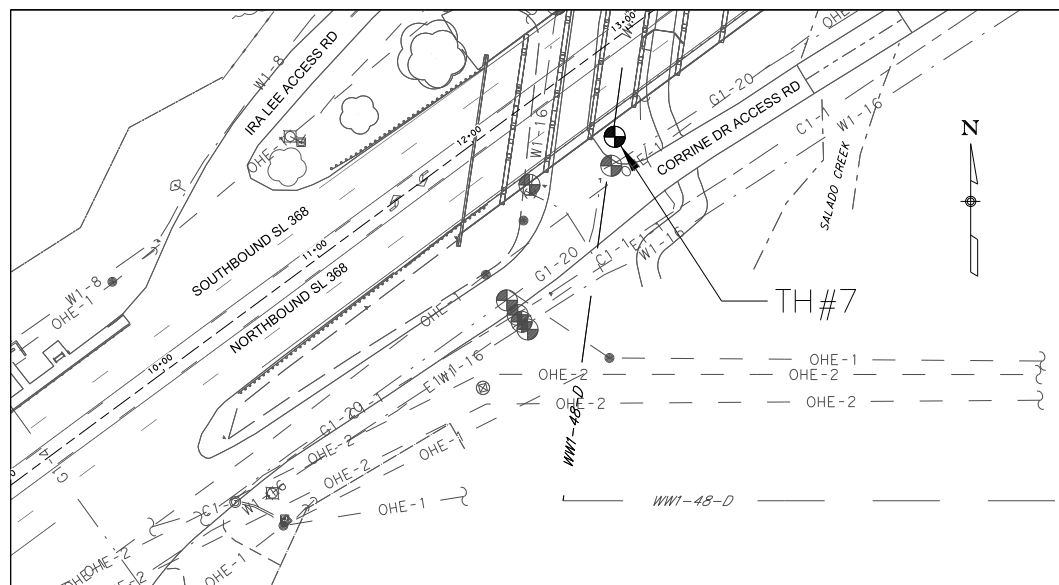 OHE-
13+00
W1-8
IRA LEE ACCESS RD
G1-20
W1-16
CORRINE DR ACCESS RD
C1-1
W1-16
12+00
W1-16
OHE-1
N
SALADO CREEK
SOUTHBOUND SL 368
11+00
C1-1
E1
W1-16
G1-20
W1-8
OHE-1
TH #7
NORTHBOUND SL 368
OHE-1
10+00
OHE-1
OHE-2
OHE-2
E1
W1-16
OHE-2
OHE-2
G1-20
WW1-48-D
OHE-2
OHE-1
OHE-2
WW1-48-D
OHE-1
OHE-2
OHE-1
OHE-2